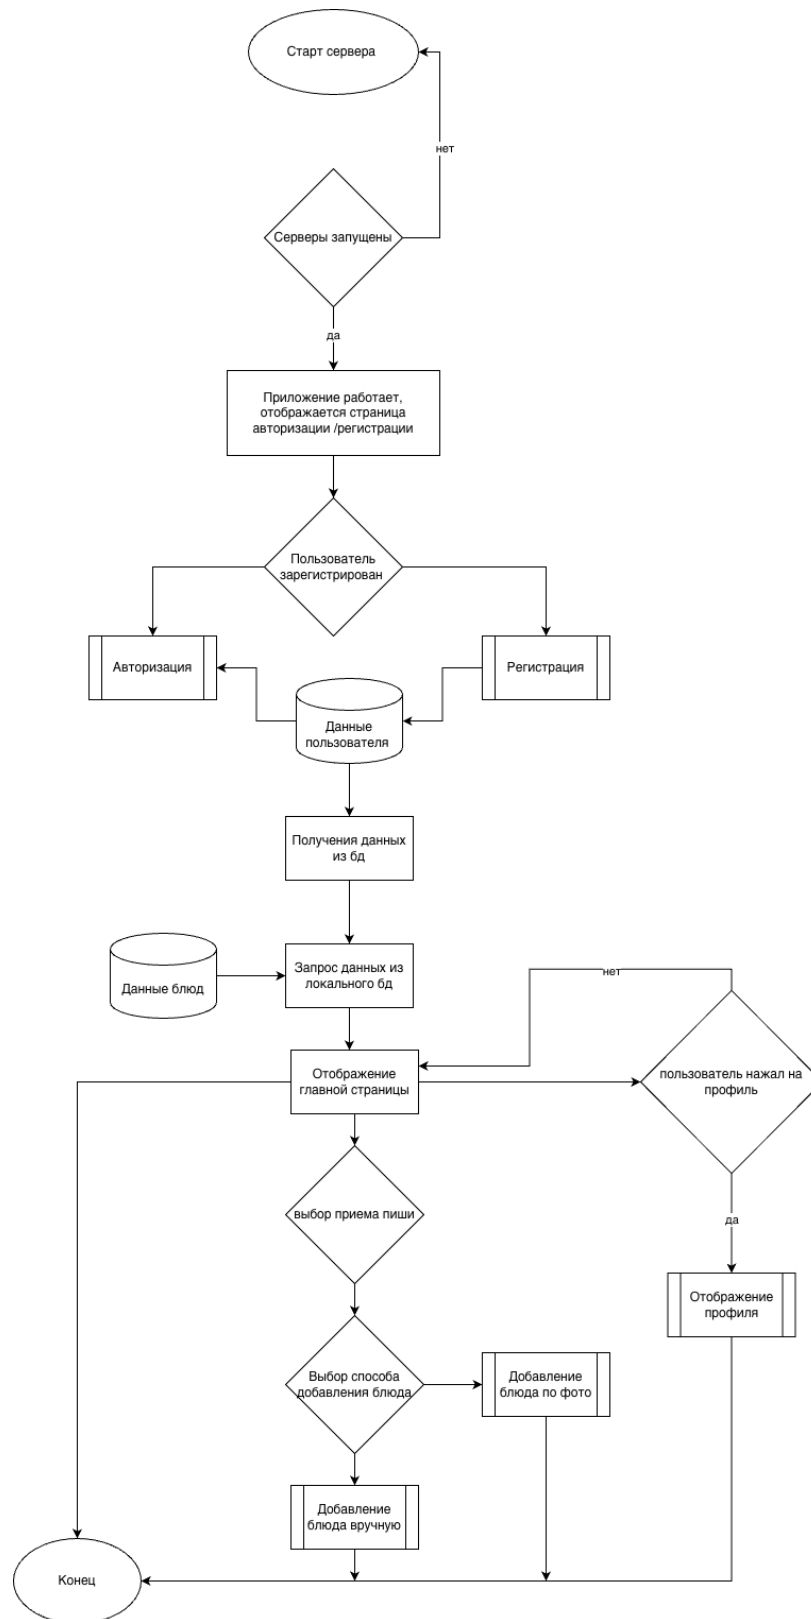 Старт сервера
нет
Серверы запущены
да
Приложение работает,
отображается страница
авторизации /регистрации
Пользователь
зарегистрирован
Авторизация
Регистрация
Данные
пользователя
Получения данных
из бд
Данные блюд
Запрос данных из
локального бд
нет
Отображение
главной страницы
пользователь нажал на
профиль
выбор приема пиши
да
Отображение
профиля
Выбор способа
добавления блюда
Добавление
блюда по фото
Добавление
блюда вручную
Конец